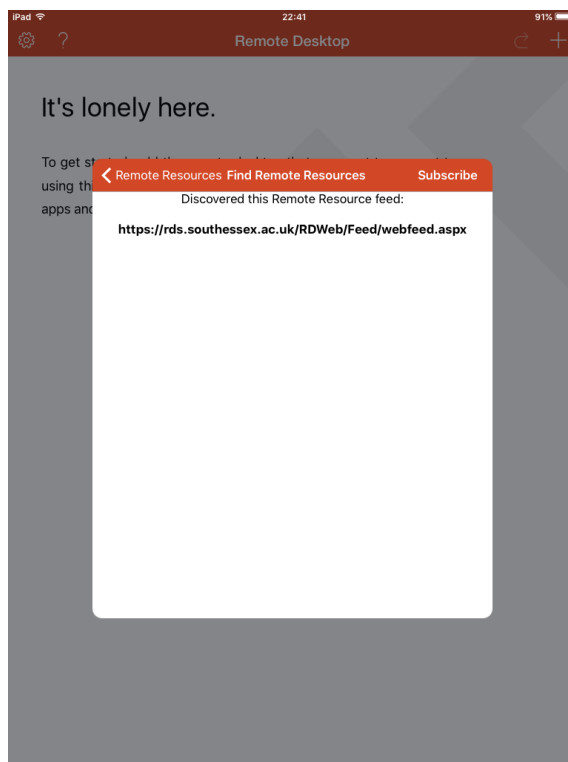 iPad 22:41 91%
? Remote Desktop
It's lonely here.
To get st
using thi
apps and
Remote Resources Find Remote Resources Subscribe
Discovered this Remote Resource feed:
https://rds.southessex.ac.uk/RDWeb/Feed/webfeed.aspx